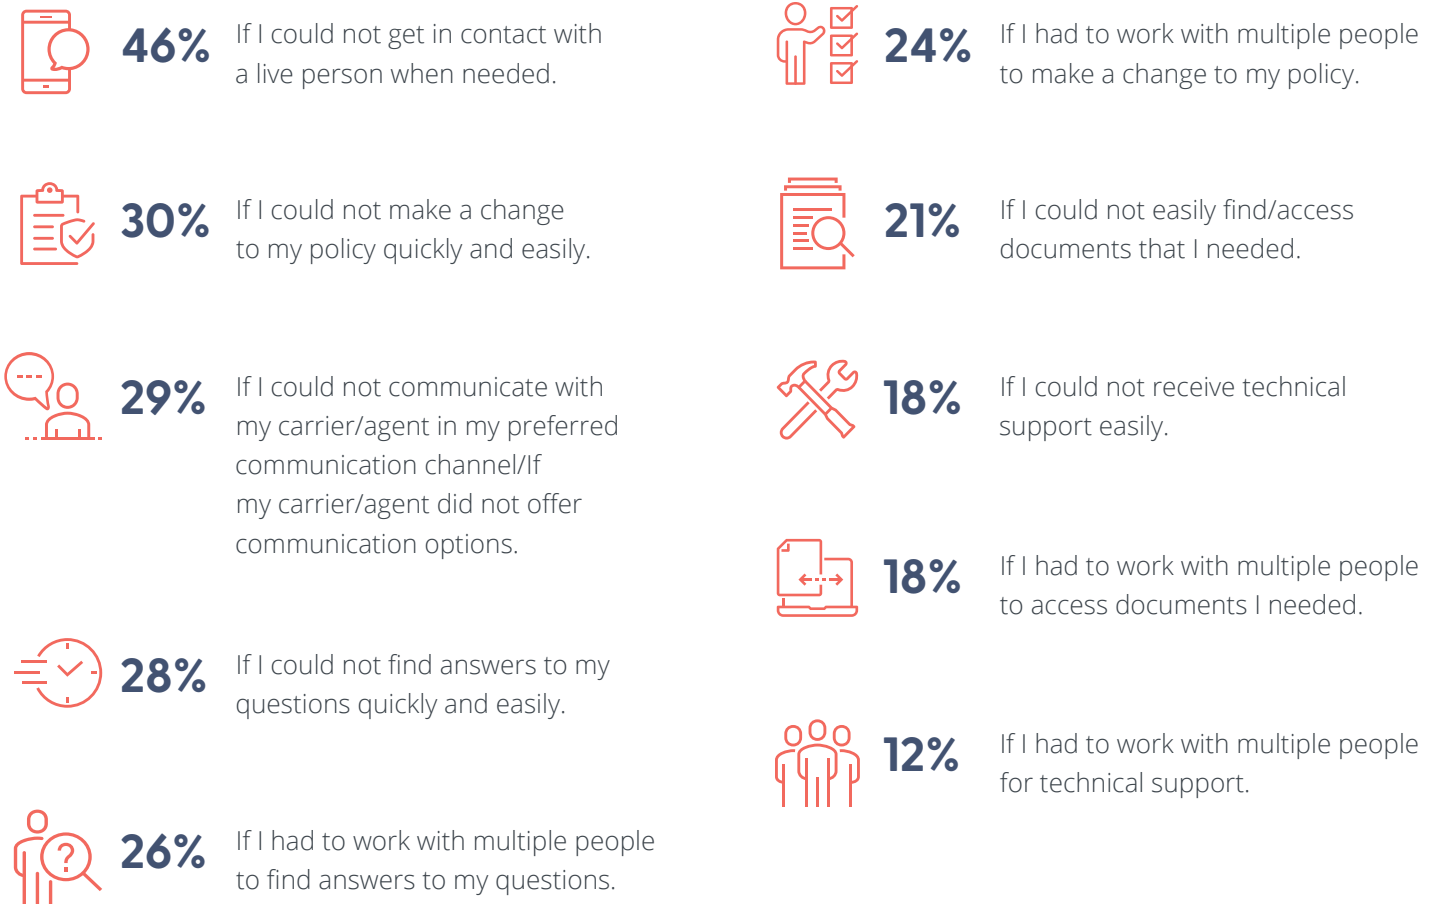 46%
If I could not get in contact with
a live person when needed.
30%
If I could not make a change
to my policy quickly and easily.
29%
If I could not communicate with
my carrier/agent in my preferred
communication channel/If
my carrier/agent did not offer
communication options.
28%
If I could not find answers to my
questions quickly and easily.
26%
If I had to work with multiple people
to find answers to my questions.
24%
If I had to work with multiple people
to make a change to my policy.
21%
If I could not easily find/access
documents that I needed.
18%
If I could not receive technical
support easily.
18%
If I had to work with multiple people
to access documents I needed.
12%
If I had to work with multiple people
for technical support.